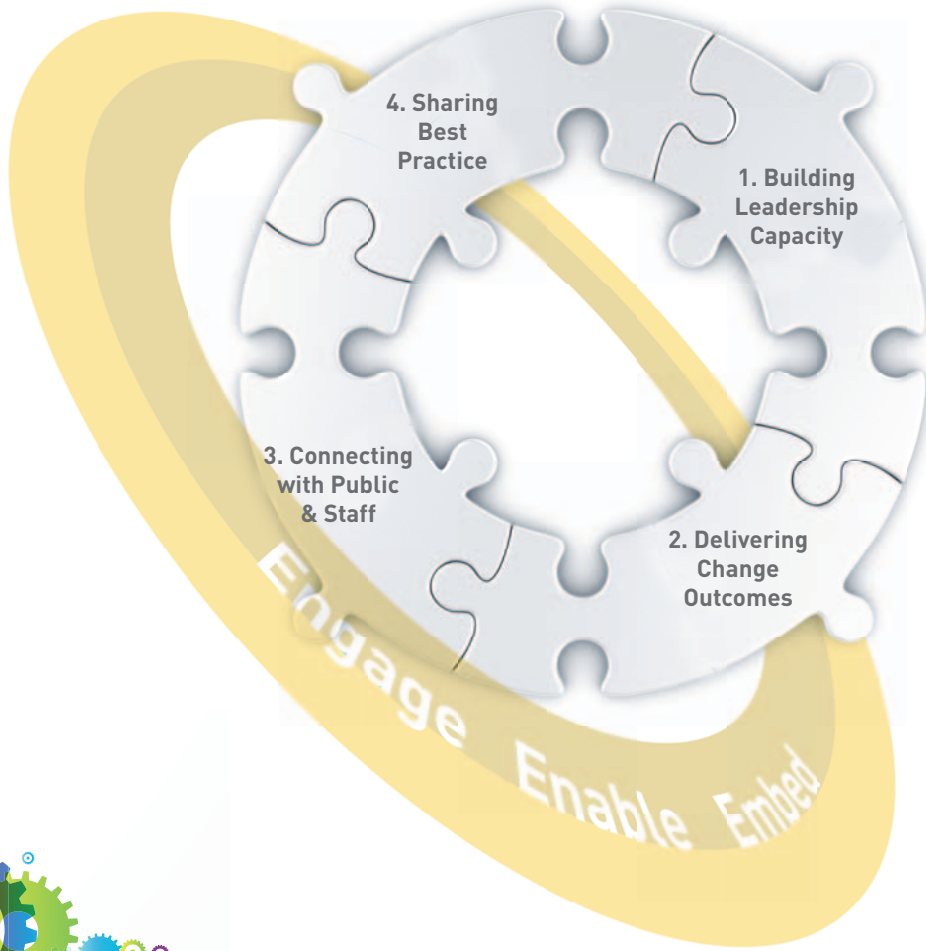 1. Building
Leadership
Capacity
2. Delivering
Change
Outcomes
3. Connecting
with Public
& Staff
4. Sharing
Best
Practice
Engage Enable Embed